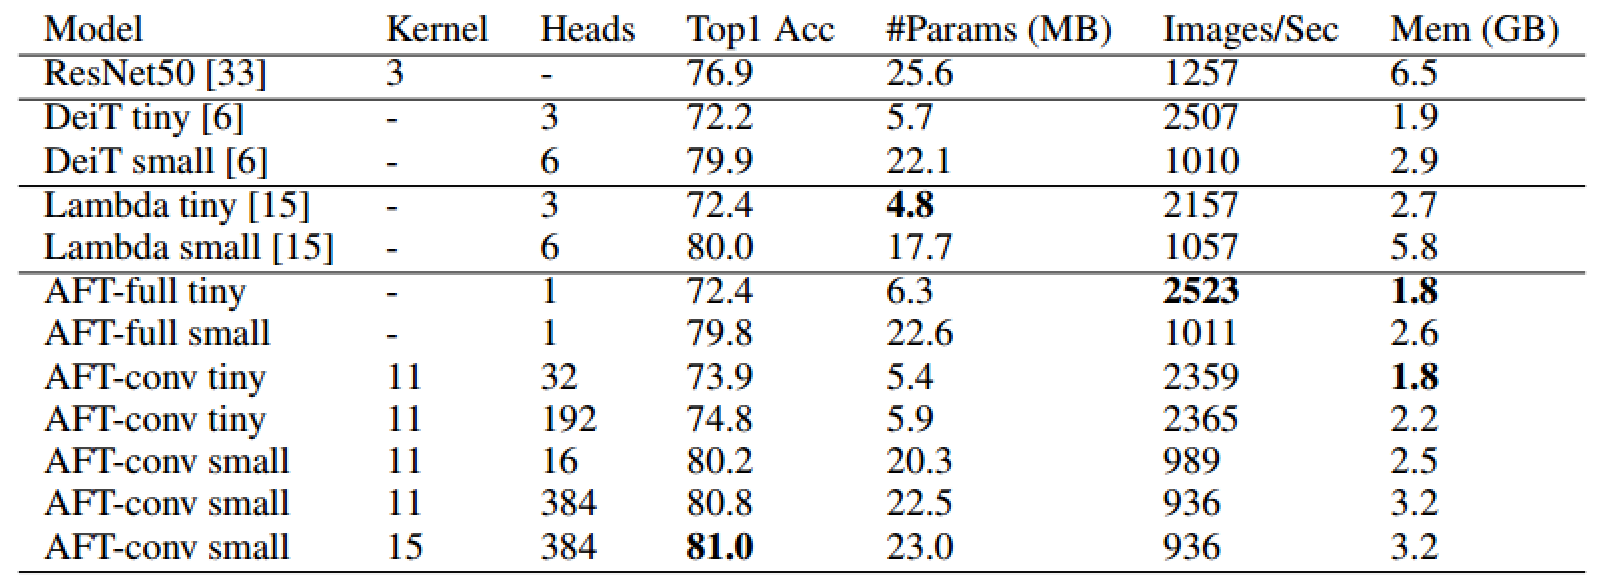 Model Kernel Heads Top1 Acc #Params (MB) Images/Sec Mem (GB)
ResNet50 [33] 3 - 76.9 25.6 1257 6.5
DeiT tiny [6] - 3 72.2 5.7 2507 1.9
DeiT small [6] - 6 79.9 22.1 1010 2.9
Lambda tiny [15] - 3 72.4 4.8 2157 2.7
Lambda small [15] - 6 80.0 17.7 1057 5.8
AFT-full tiny - 1 72.4 6.3 2523 1.8
AFT-full small - 1 79.8 22.6 1011 2.6
AFT-conv tiny 11 32 73.9 5.4 2359 1.8
AFT-conv tiny 11 192 74.8 5.9 2365 2.2
AFT-conv small 11 16 80.2 20.3 989 2.5
AFT-conv small 11 384 80.8 22.5 936 3.2
AFT-conv small 15 384 81.0 23.0 936 3.2